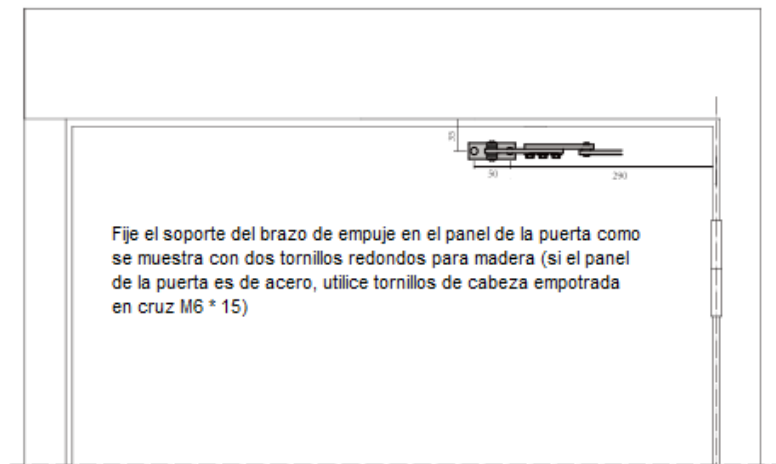 35
50
290
Fije el soporte del brazo de empuje en el panel de la puerta como
se muestra con dos tornillos redondos para madera (si el panel
de la puerta es de acero, utilice tornillos de cabeza empotrada
en cruz M6 * 15)